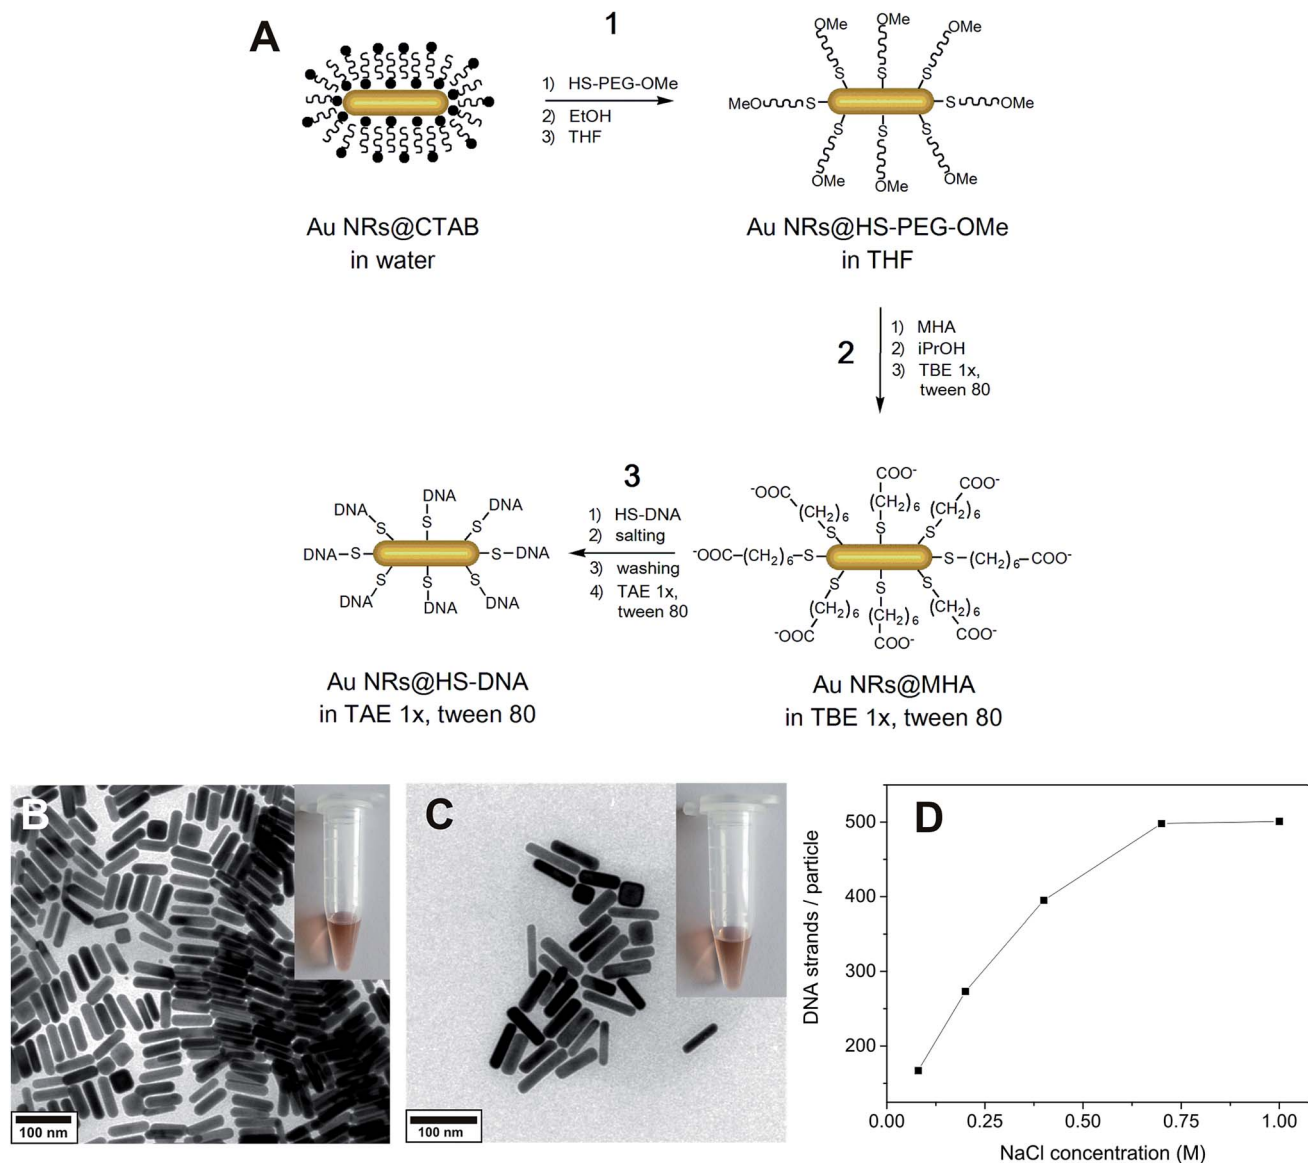 A
1
1) HS-PEG-OMe
2) EtOH
3) THF
OMe
OMe
OMe
S
S
S
MeO
S
S
OMe
S
S
S
OMe
OMe
OMe
Au NRs@CTAB
in water
Au NRs@HS-PEG-OMe
in THF
2
1) MHA
2) iPrOH
3) TBE 1x,
tween 80
3
1) HS-DNA
2) salting
3) washing
4) TAE 1x,
tween 80
DNA
DNA
DNA
S
S
S
DNA
S
S
DNA
S
S
S
DNA
DNA
DNA
-OOC
COO-
COO-
(CH2)6
(CH2)6
(CH2)6
S
S
S
-OOC
(CH2)6
S
S
(CH2)6
COO-
S
S
S
(CH2)6
(CH2)6
(CH2)6
-OOC
COO-
COO-
Au NRs@HS-DNA
in TAE 1x, tween 80
Au NRs@MHA
in TBE 1x, tween 80
B
100 nm
C
100 nm
D
DNA strands / particle
500
400
300
200
0.00 0.25 0.50 0.75 1.00
NaCl concentration (M)